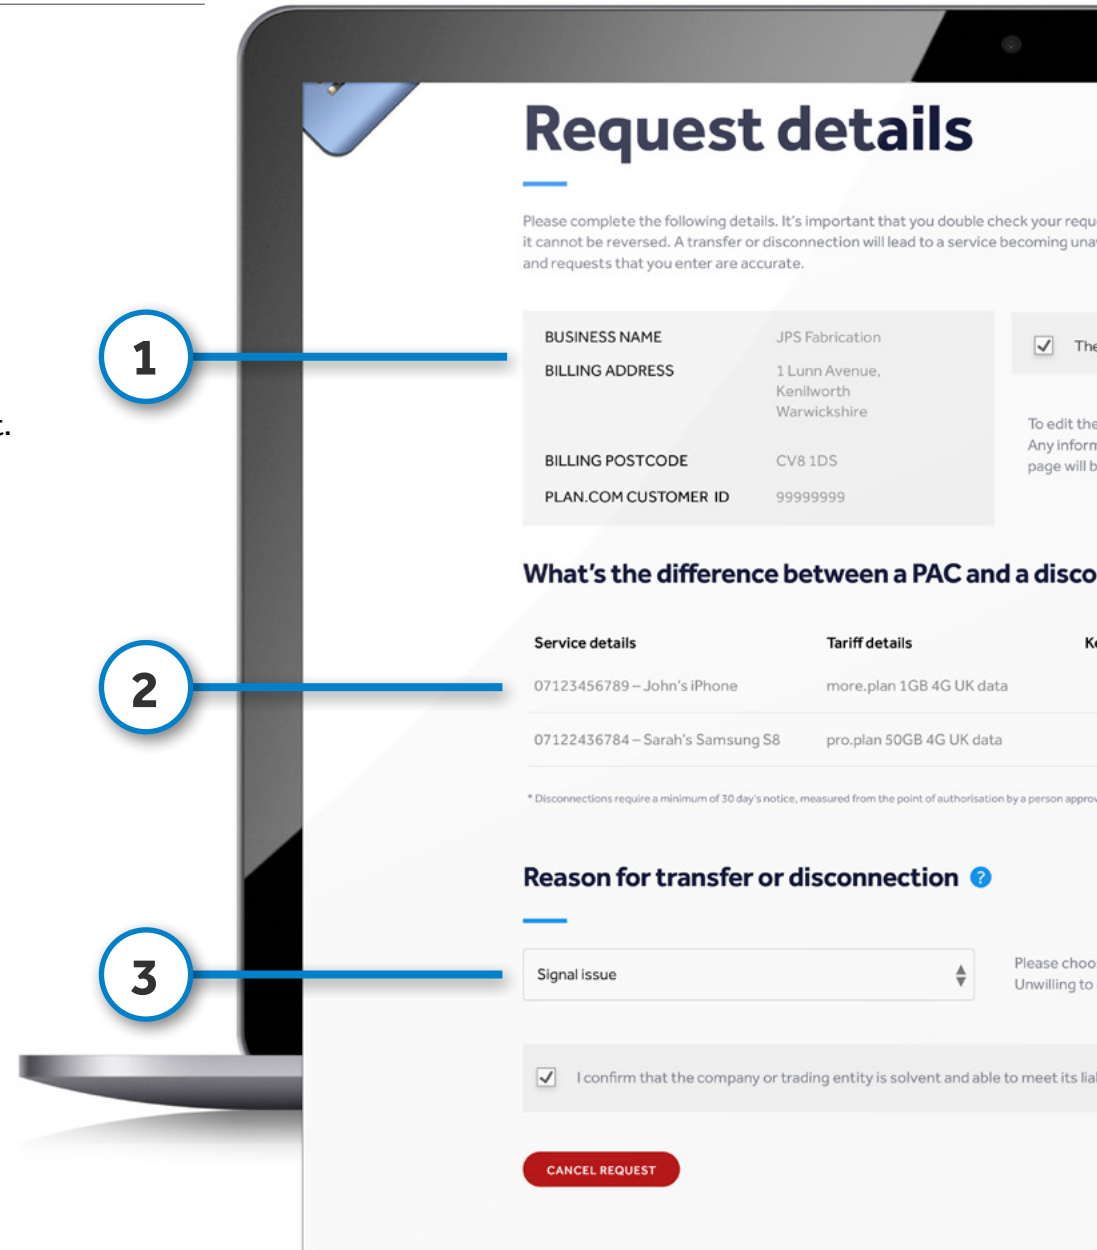 t.
Request details
Please complete the following details. It's important that you double check your requ
it cannot be reversed. A transfer or disconnection will lead to a service becoming una
and requests that you enter are accurate.
1
BUSINESS NAME JPS Fabrication
BILLING ADDRESS 1 Lunn Avenue,
Kenilworth
Warwickshire
BILLING POSTCODE CV8 1DS
PLAN.COM CUSTOMER ID 99999999
The
To edit the
Any inform
page will b
What's the difference between a PAC and a disco
Service details Tariff details Ke
2
07123456789 – John's iPhone more.plan 1GB 4G UK data
07122436784 – Sarah's Samsung S8 pro.plan 50GB 4G UK data
* Disconnections require a minimum of 30 day's notice, measured from the point of authorisation by a person approv
Reason for transfer or disconnection ?
3
Signal issue
Please choos
Unwilling to
I confirm that the company or trading entity is solvent and able to meet its lial
CANCEL REQUEST